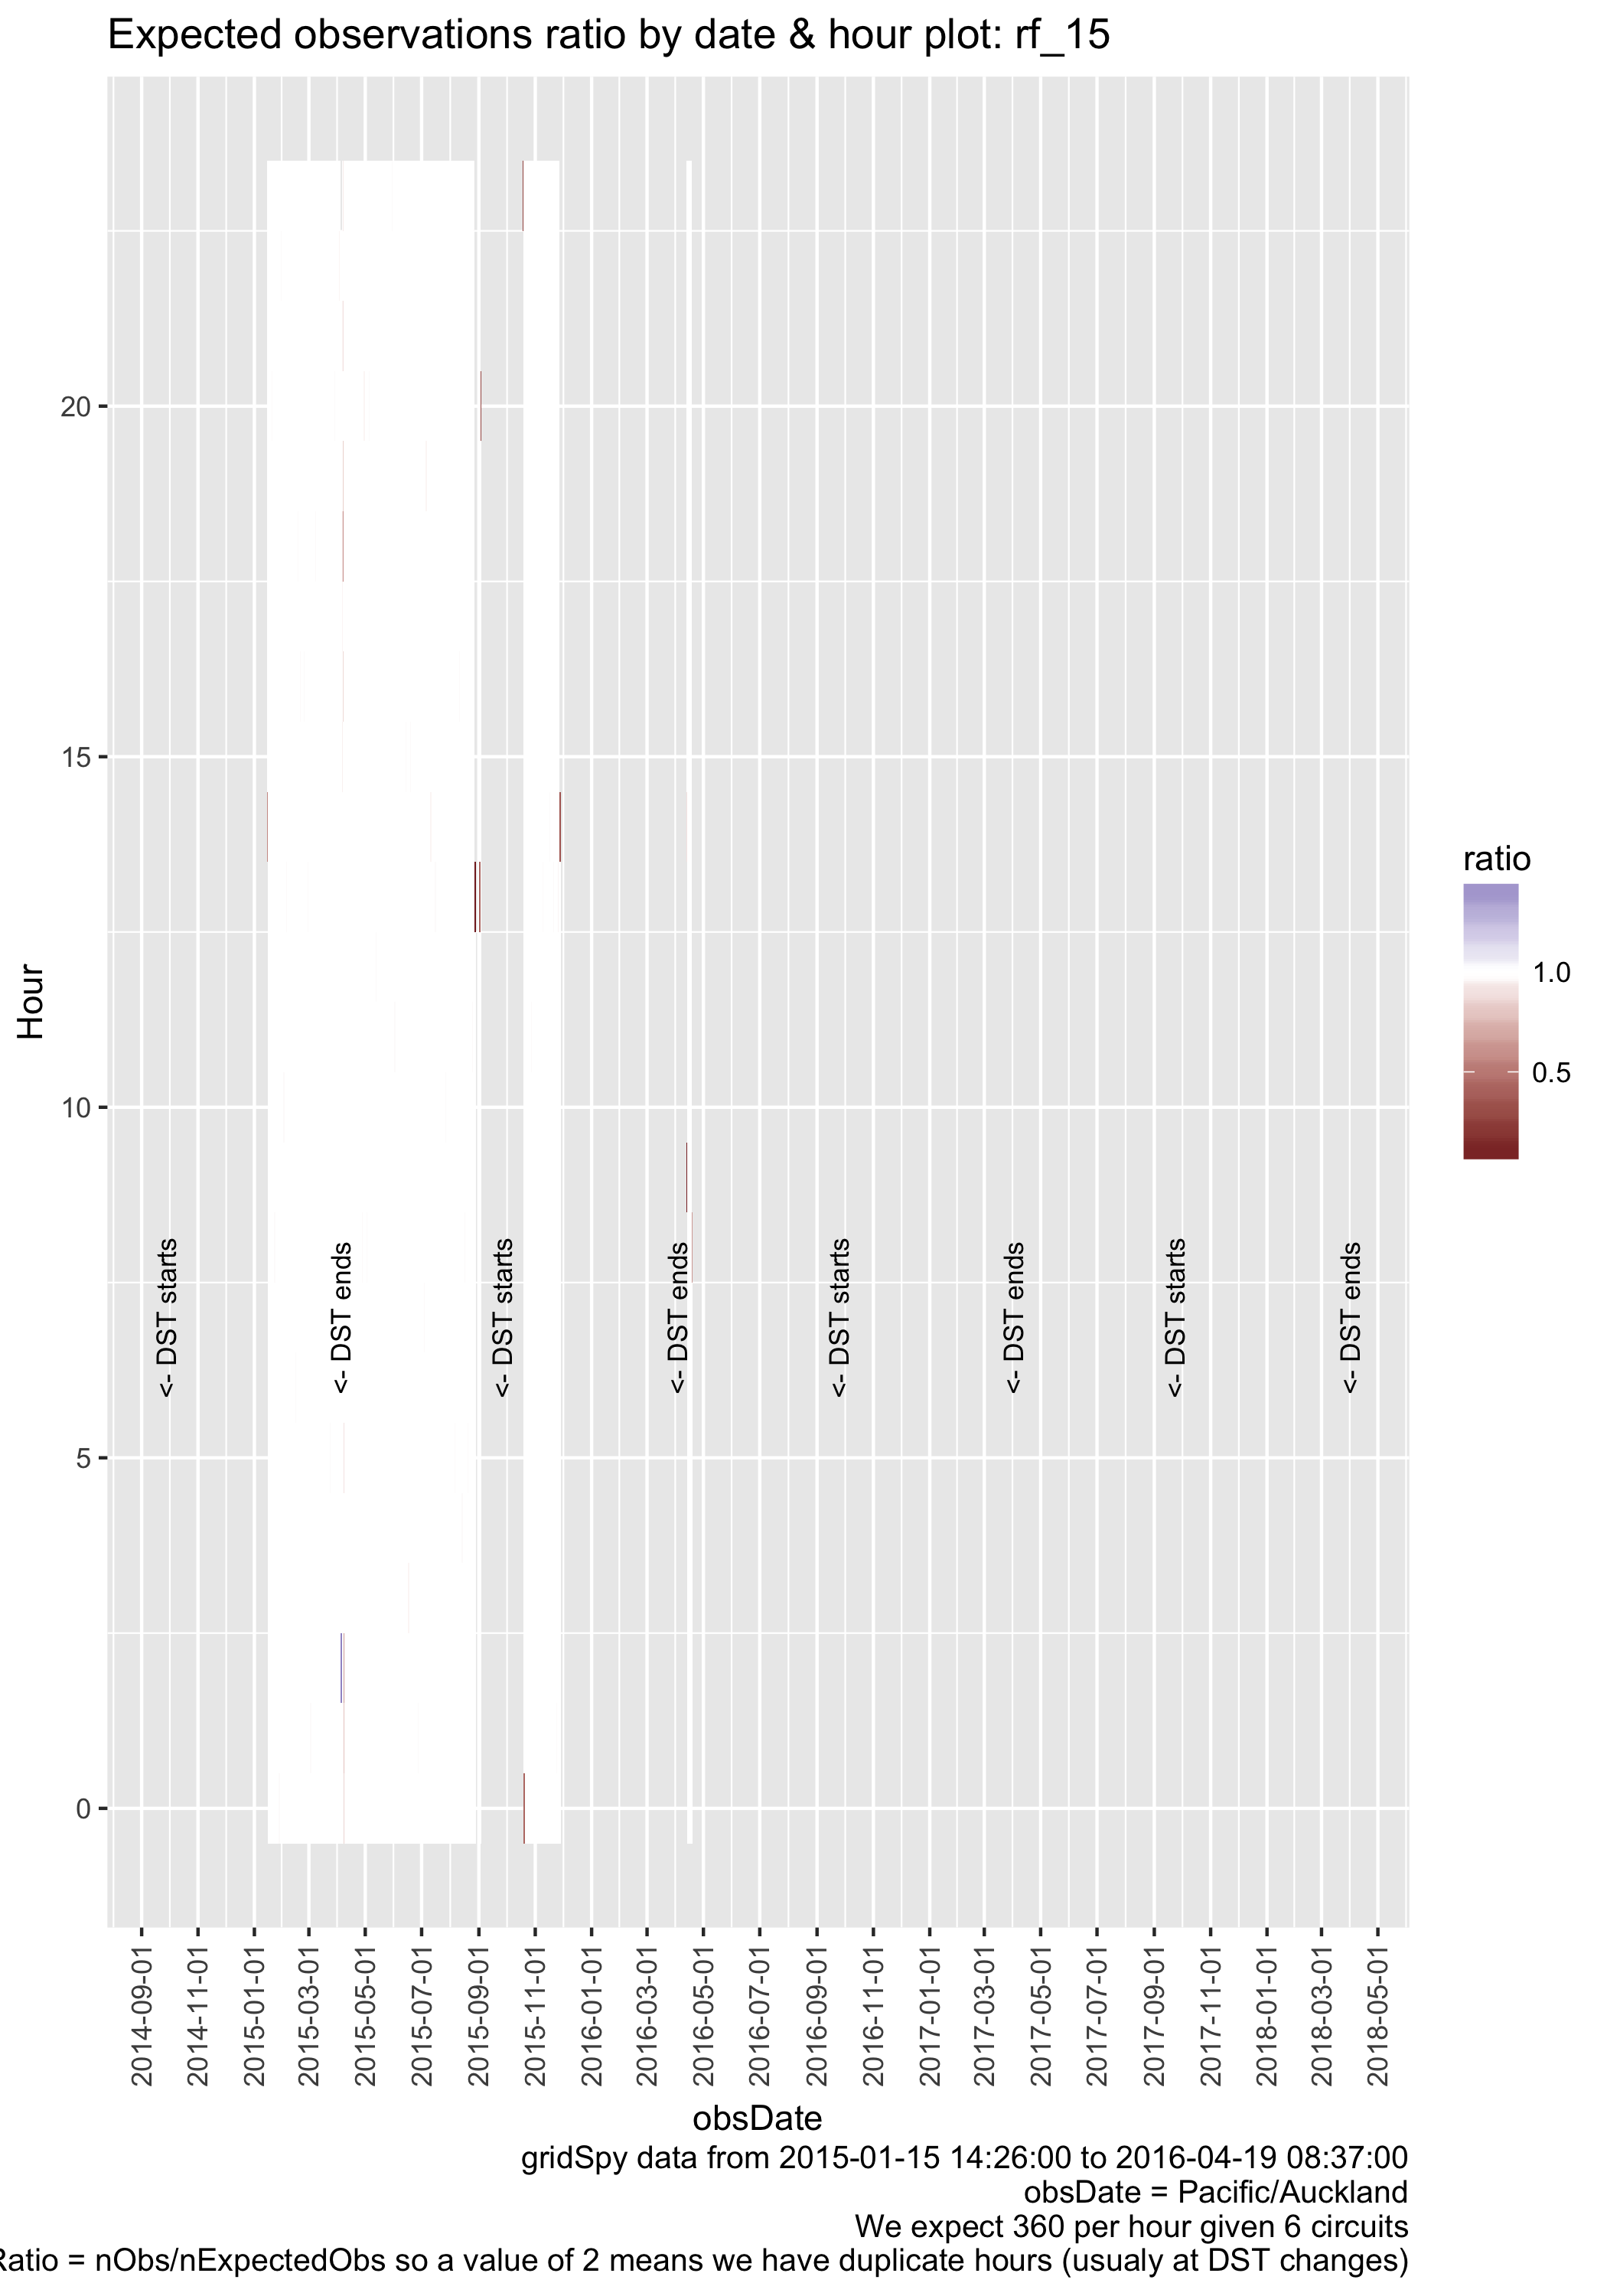 Expected observations ratio by date & hour plot: rf_15
Hour
20
15
10
5
0
<- DST starts
<- DST ends
<- DST starts
<- DST ends
<- DST starts
<- DST ends
<- DST starts
<- DST ends
ratio
1.0
0.5
2014-09-01
2014-11-01
2015-01-01
2015-03-01
2015-05-01
2015-07-01
2015-09-01
2015-11-01
2016-01-01
2016-03-01
2016-05-01
2016-07-01
2016-09-01
2016-11-01
2017-01-01
2017-03-01
2017-05-01
2017-07-01
2017-09-01
2017-11-01
2018-01-01
2018-03-01
2018-05-01
obsDate
gridSpy data from 2015-01-15 14:26:00 to 2016-04-19 08:37:00
obsDate = Pacific/Auckland
We expect 360 per hour given 6 circuits
Ratio = nObs/nExpectedObs so a value of 2 means we have duplicate hours (usualy at DST changes)